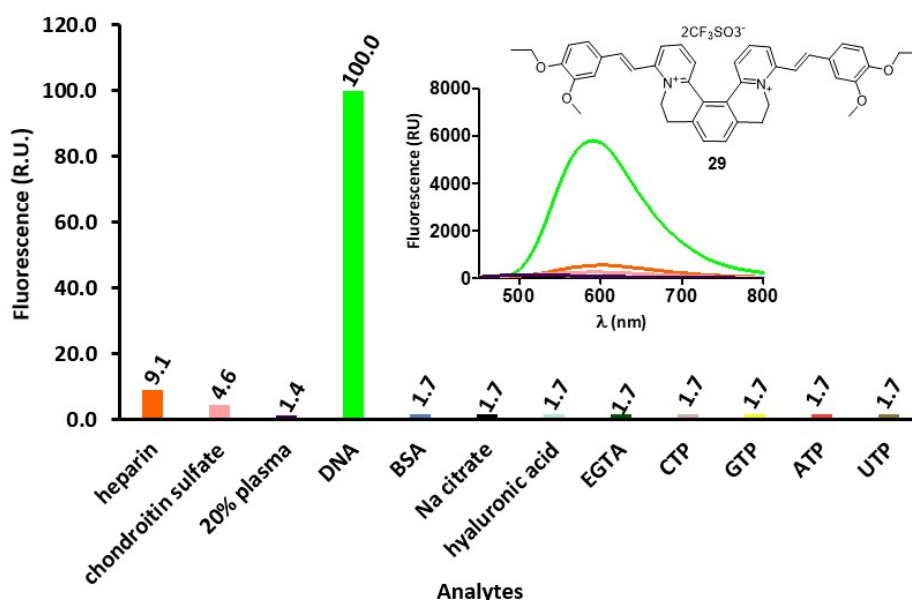 120.0
100.0
80.0
60.0
40.0
20.0
0.0
Fluorescence (R.U.)
9.1
4.6
1.4
100.0
1.7
1.7
1.7
1.7
1.7
1.7
1.7
1.7
heparin
chondroitin sulfate
20% plasma
DNA
BSA
Na citrate
hyaluronic acid
EGTA
CTP
GTP
ATP
UTP
Analytes
2CF₃SO3⁻
O
O
N⁺
N⁺
O
O
29
8000
6000
4000
2000
0
Fluorescence (RU)
500
600
700
800
λ (nm)